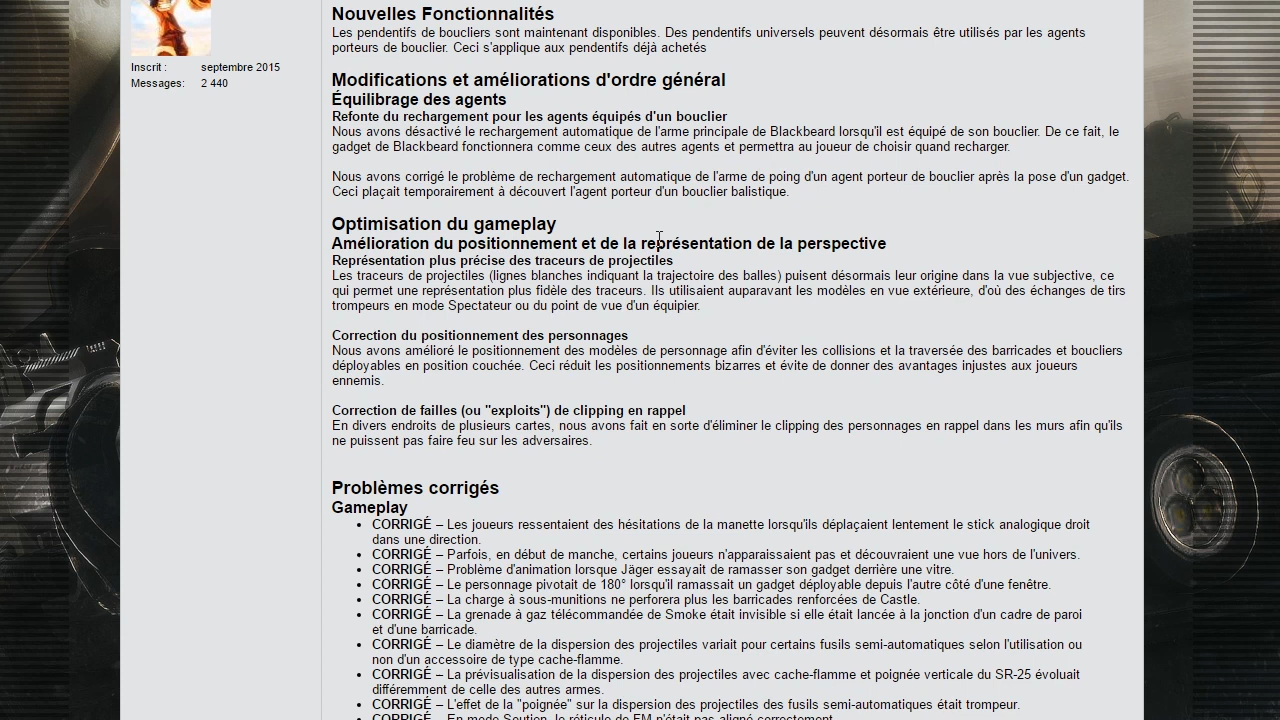 Inscrit : septembre 2015
Messages: 2 440
Nouvelles Fonctionnalités
Les pendentifs de boucliers sont maintenant disponibles. Des pendentifs universels peuvent désormais être utilisés par les agents
porteurs de bouclier. Ceci s'applique aux pendentifs déjà achetés
Modifications et améliorations d'ordre général
Équilibrage des agents
Refonte du rechargement pour les agents équipés d'un bouclier
Nous avons désactivé le rechargement automatique de l'arme principale de Blackbeard lorsqu'il est équipé de son bouclier. De ce fait, le
gadget de Blackbeard fonctionnera comme ceux des autres agents et permettra au joueur de choisir quand recharger.
Nous avons corrigé le problème du rechargement automatique de l'arme de poing d'un agent porteur de bouclier après la pose d'un gadget.
Ceci plaçait temporairement à découvert l'agent porteur d'un bouclier balistique.
Optimisation du gameplay
Amélioration du positionnement et de la représentation de la perspective
Représentation plus précise des traceurs de projectiles
Les traceurs de projectiles (lignes blanches indiquant la trajectoire des balles) puisent désormais leur origine dans la vue subjective, ce
qui permet une représentation plus fidèle des traceurs. Ils utilisaient auparavant les modèles en vue extérieure, d'où des échanges de tirs
trompeurs en mode Spectateur ou du point de vue d'un équipier.
Correction du positionnement des personnages
Nous avons amélioré le positionnement des modèles de personnage afin d'éviter les collisions et la traversée des barricades et boucliers
déployables en position couchée. Ceci réduit les positionnements bizarres et évite de donner des avantages injustes aux joueurs
ennemis.
Correction de failles (ou "exploits") de clipping en rappel
En divers endroits de plusieurs cartes, nous avons fait en sorte d'éliminer le clipping des personnages en rappel dans les murs afin qu'ils
ne puissent pas faire feu sur les adversaires.
Problèmes corrigés
Gameplay
• CORRIGÉ – Les joueurs expérimentaient des hésitations de rotation lorsqu'ils déplaçaient lentement le stick analogique droit
dans une direction.
• CORRIGÉ – Parfois, en début de manche, certains joueurs n'apparaissaient pas et découvraient une vue hors de l'univers.
• CORRIGÉ – Problème d'animation lorsque Jäger essayait de ramasser son gadget derrière une vitre.
• CORRIGÉ – Le personnage pivotait de 180° lorsqu'il ramassait un gadget déployable depuis l'autre côté d'une fenêtre.
• CORRIGÉ – La charge à sous-munitions ne perforera plus les barricades renforcées de Castle.
• CORRIGÉ – La grenade à gaz télécommandée de Smoke était invisible si elle était lancée à la jonction d'un cadre de paroi
et d'une barricade.
• CORRIGÉ – Le diamètre de la dispersion des projectiles variait pour certains fusils semi-automatiques selon l'utilisation ou
non d'un accessoire de type cache-flamme.
• CORRIGÉ – La prévisualisation de la dispersion des projectiles avec cache-flamme et poignée verticale du SR-25 évoluait
différemment de celle des autres armes.
• CORRIGÉ – L'effet de la poignée sur la dispersion des projectiles des fusils semi-automatiques était trompeur.